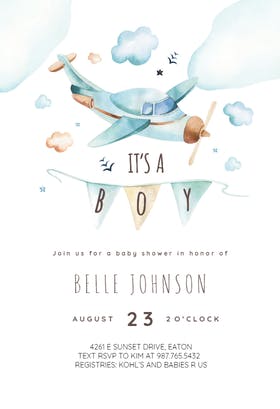 IT'S A
BOY
Join us for a baby shower in honor of
BELLE JOHNSON
AUGUST 23 2 O'CLOCK
4261 E SUNSET DRIVE, EATON
TEXT RSVP TO KIM AT 987.765.5432
REGISTRIES: KOHL'S AND BABIES R US